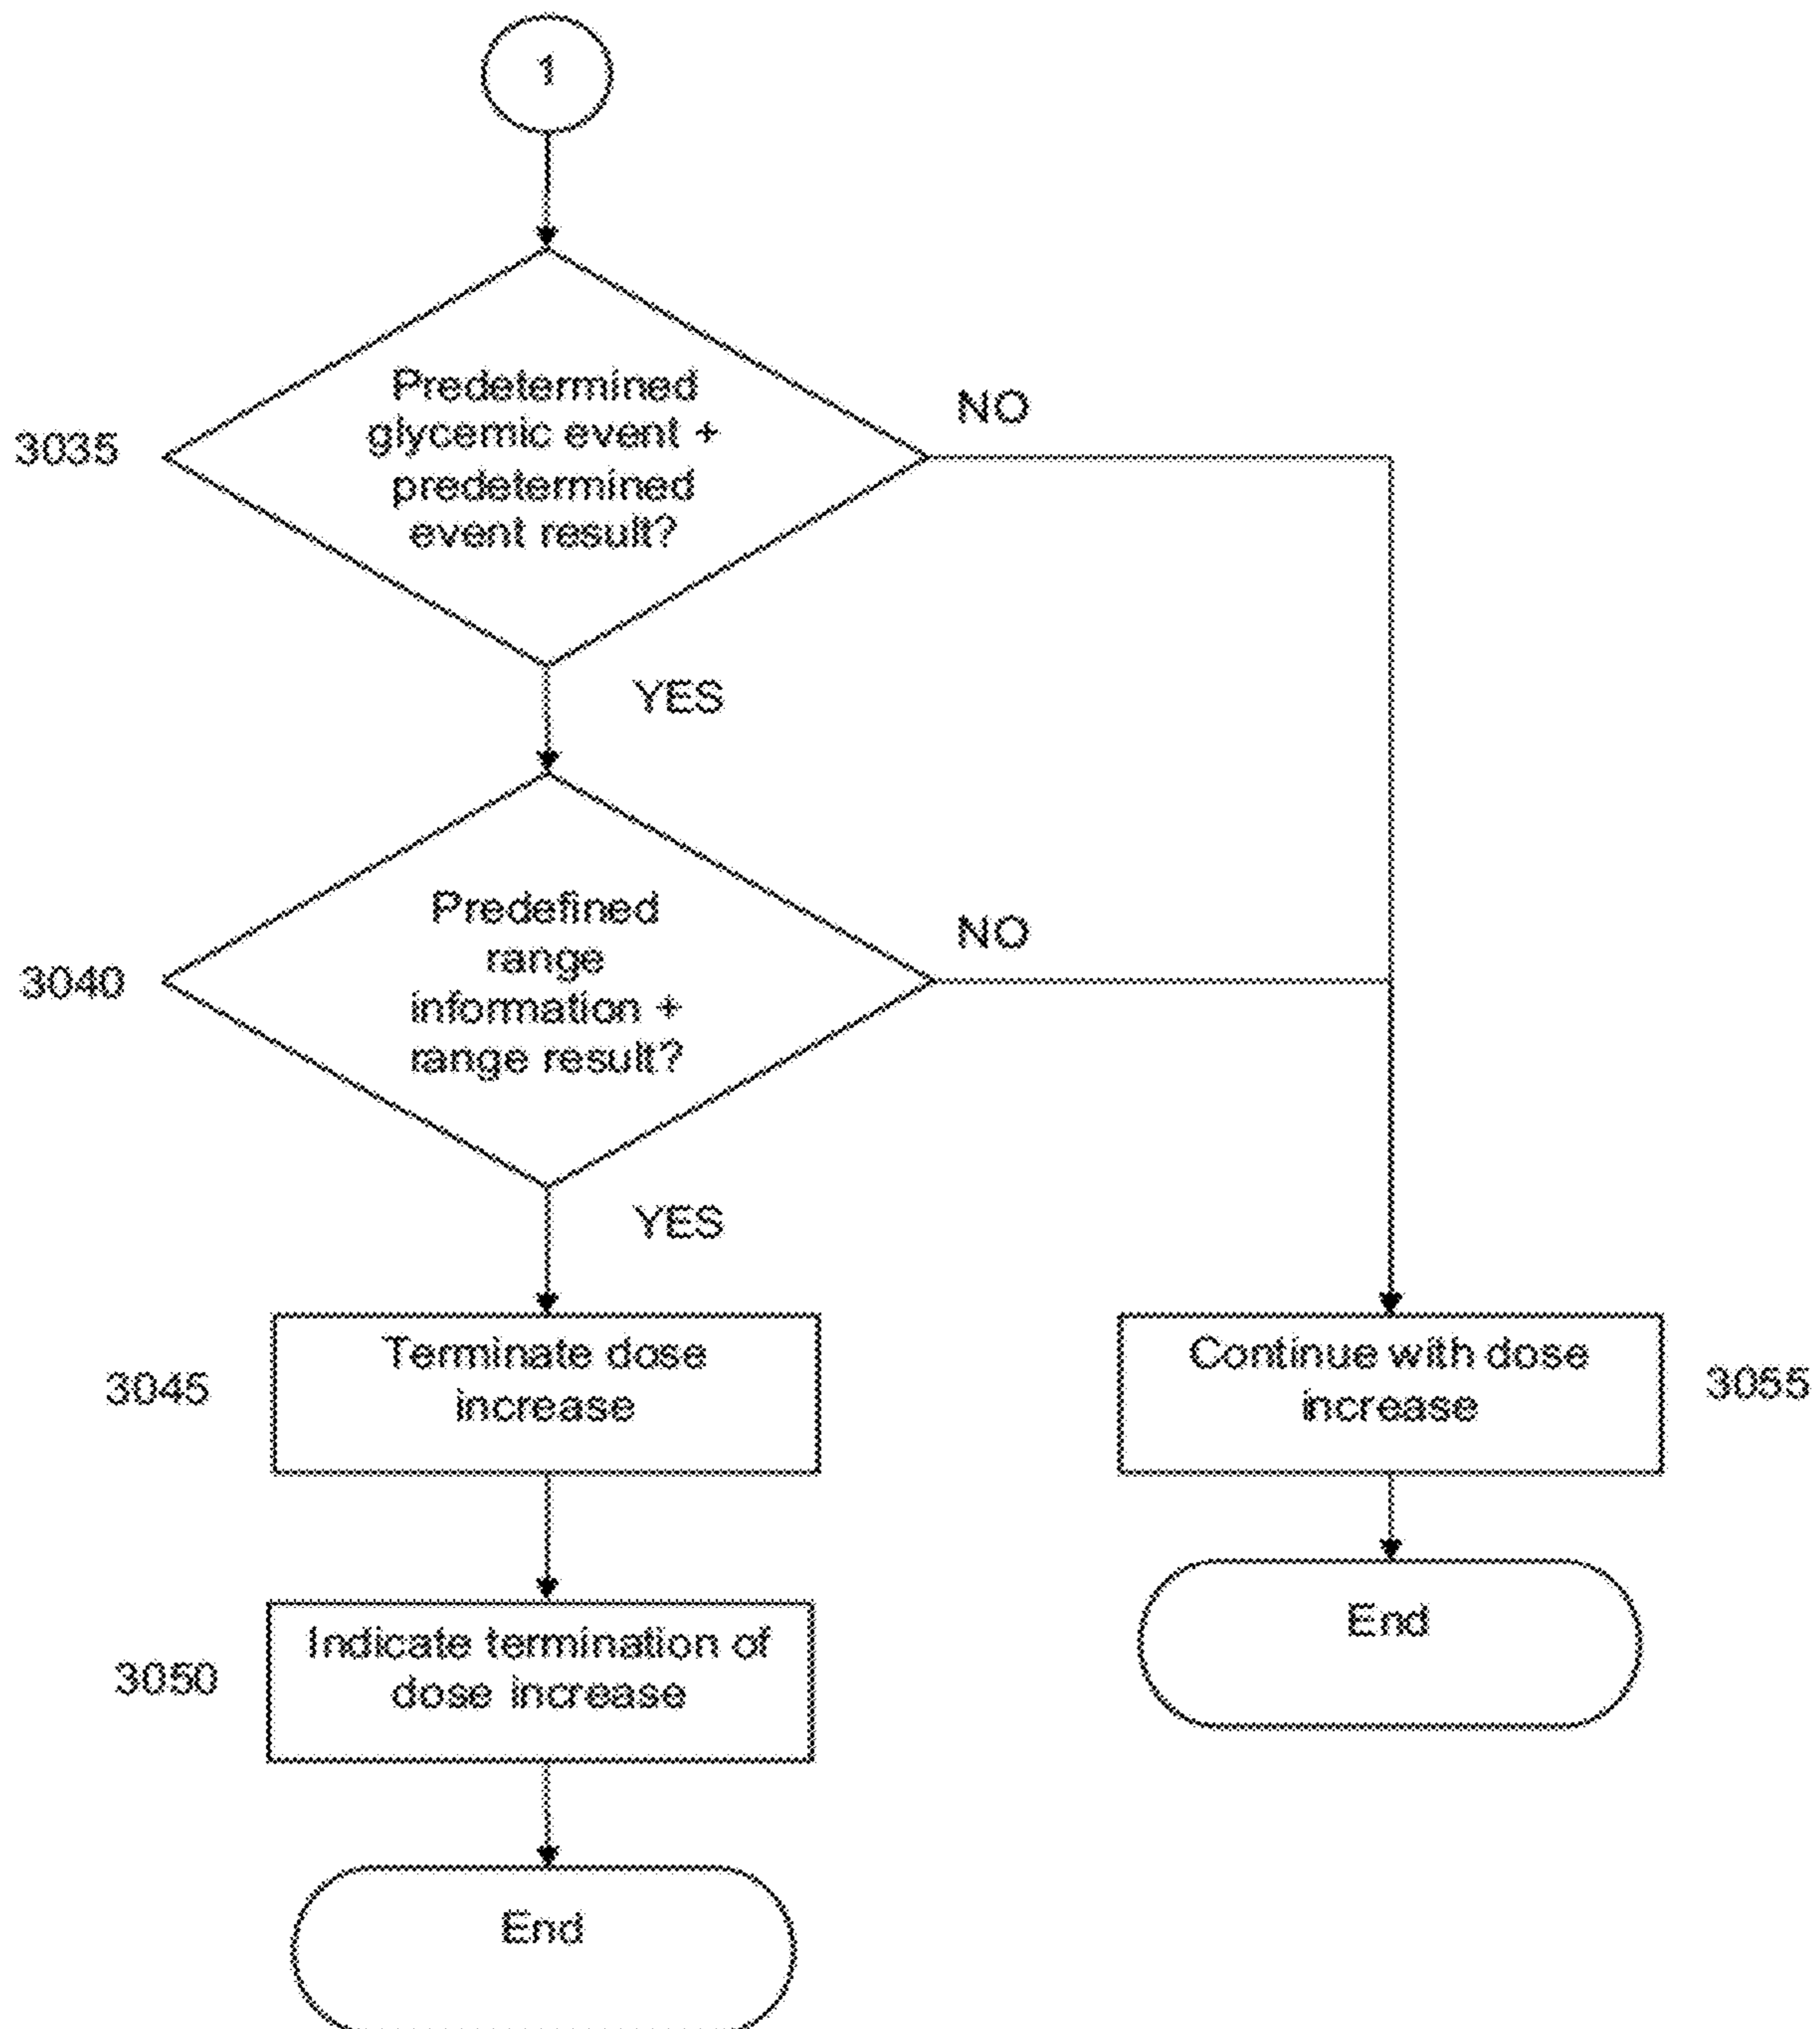 1
Predetermined
glycemic event +
predetermined
event result?
3035
NO
YES
Predefined
range
information +
range result?
3040
NO
YES
Terminate dose
increase
3045
Continue with dose
increase
3055
Indicate termination of
dose increase
3050
End
End